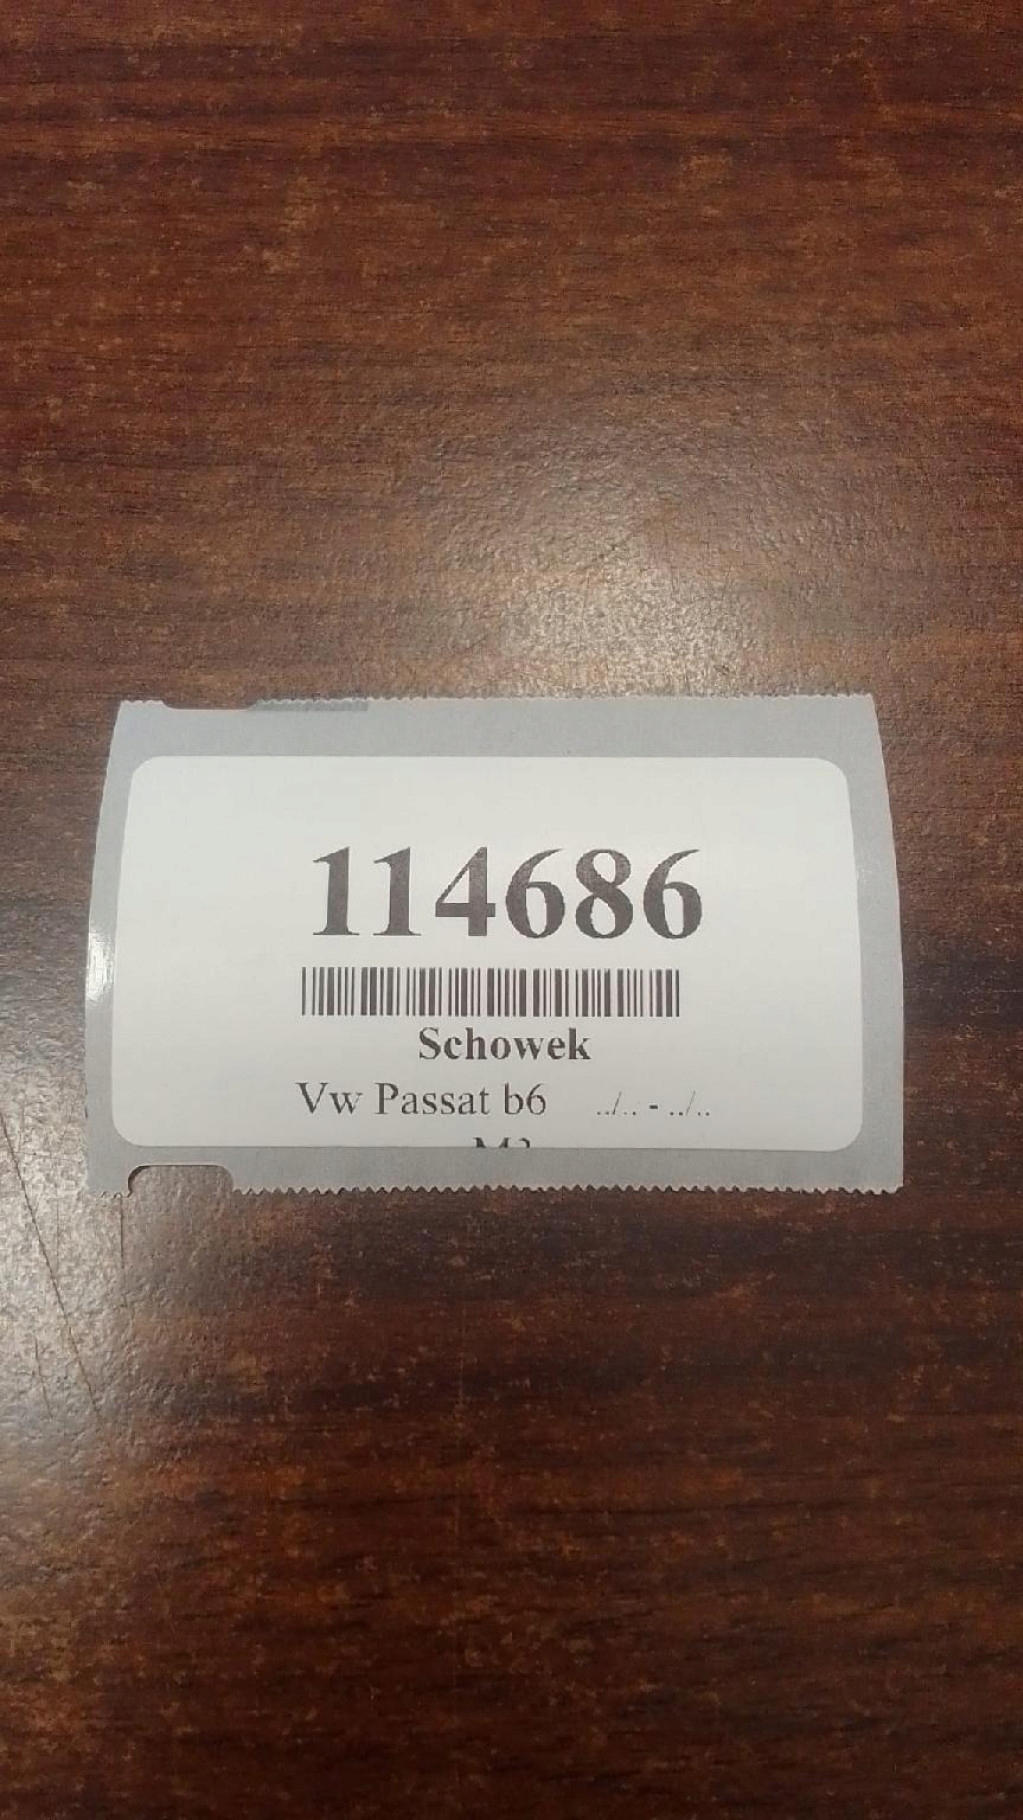 114686
Schowek
Vw Passat b6 ../.. - ../..